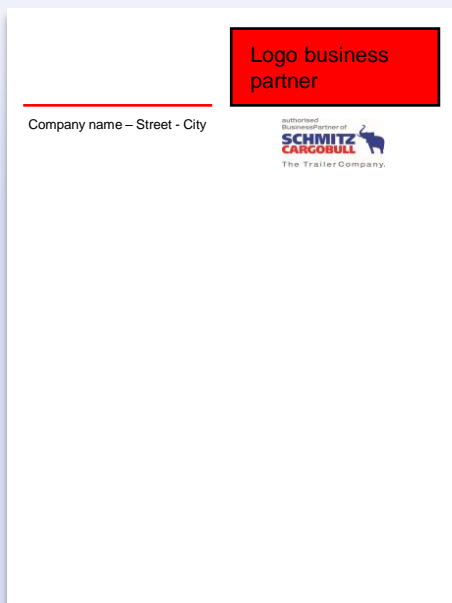 Logo business
partner
Company name – Street - City
authorised
BusinessPartner of
SCHMITZ
CARGOBULL
The Trailer Company.